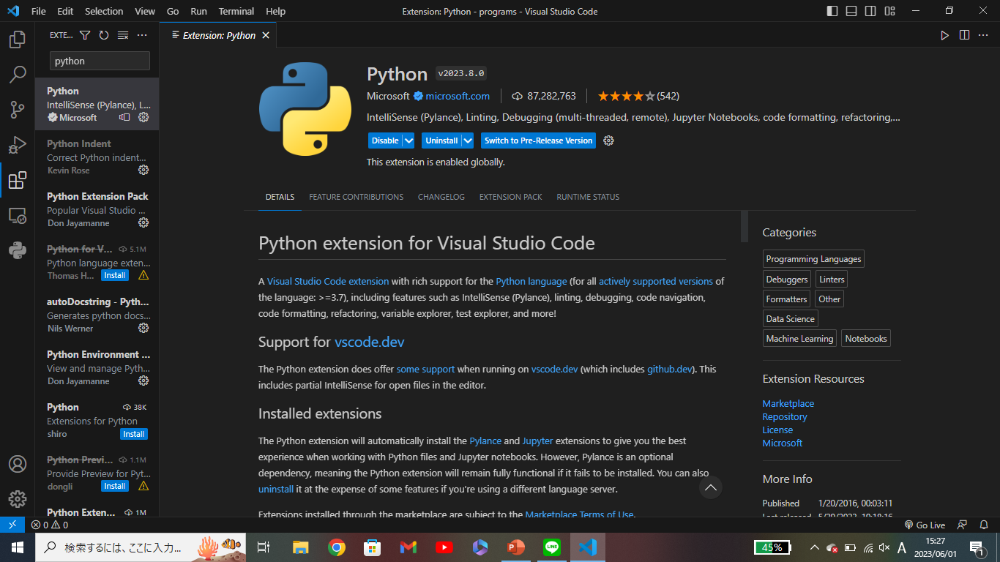 File Edit Selection View Go Run Terminal Help
Extension: Python - programs - Visual Studio Code
EXTE...
Extension: Python
python
Python
IntelliSense (Pylance), L...
Microsoft
Python Indent
Correct Python indent...
Kevin Rose
Python Extension Pack
Popular Visual Studio ...
Don Jayamanne
Python for V... 5.1M
Python language exten...
Thomas H... Install
autoDocstring - Pyth...
Generates python docs...
Nils Werner
Python Environment ...
View and manage Pyth...
Don Jayamanne
Python 38K
Extensions for Python
shiro Install
Python Previ... 1.1M
Provide Preview for Pyt...
dongli Install
Python Exten... 1M
Python v2023.8.0
Microsoft microsoft.com 87,282,763 (542)
IntelliSense (Pylance), Linting, Debugging (multi-threaded, remote), Jupyter Notebooks, code formatting, refactoring,...
Disable Uninstall Switch to Pre-Release Version
This extension is enabled globally.
DETAILS FEATURE CONTRIBUTIONS CHANGELOG EXTENSION PACK RUNTIME STATUS
Python extension for Visual Studio Code
A Visual Studio Code extension with rich support for the Python language (for all actively supported versions of
the language: >=3.7), including features such as IntelliSense (Pylance), linting, debugging, code navigation,
code formatting, refactoring, variable explorer, test explorer, and more!
Support for vscode.dev
The Python extension does offer some support when running on vscode.dev (which includes github.dev). This
includes partial IntelliSense for open files in the editor.
Installed extensions
The Python extension will automatically install the Pylance and Jupyter extensions to give you the best
experience when working with Python files and Jupyter notebooks. However, Pylance is an optional
dependency, meaning the Python extension will remain fully functional if it fails to be installed. You can also
uninstall it at the expense of some features if you're using a different language server.
Extensions installed through the marketplace are subject to the Marketplace Terms of Use.
Categories
Programming Languages
Debuggers Linters
Formatters Other
Data Science
Machine Learning Notebooks
Extension Resources
Marketplace
Repository
License
Microsoft
More Info
Published 1/20/2016, 00:03:11
Last released 5/30/2023, 19:18:16
0 0
Go Live
検索するには、ここに入力...
45%
A
15:27
2023/06/01
1